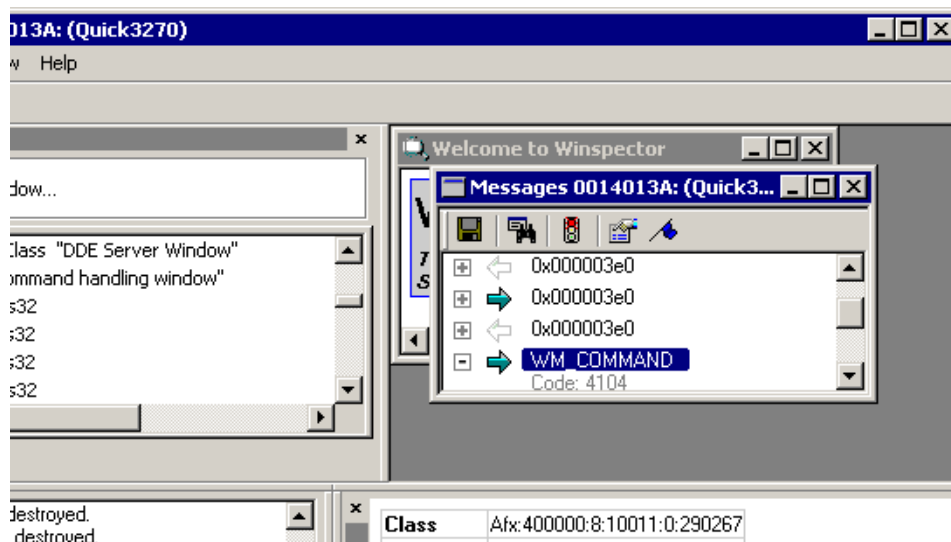 013A: (Quick3270)
w Help
dow...
Class "DDE Server Window"
ommand handling window"
s32
s32
s32
s32
Welcome to Winspector
Messages 0014013A: (Quick3...
0x000003e0
0x000003e0
0x000003e0
WM_COMMAND
Code: 4104
destroyed.
destroyed.
Class Afx:400000:8:10011:0:290267